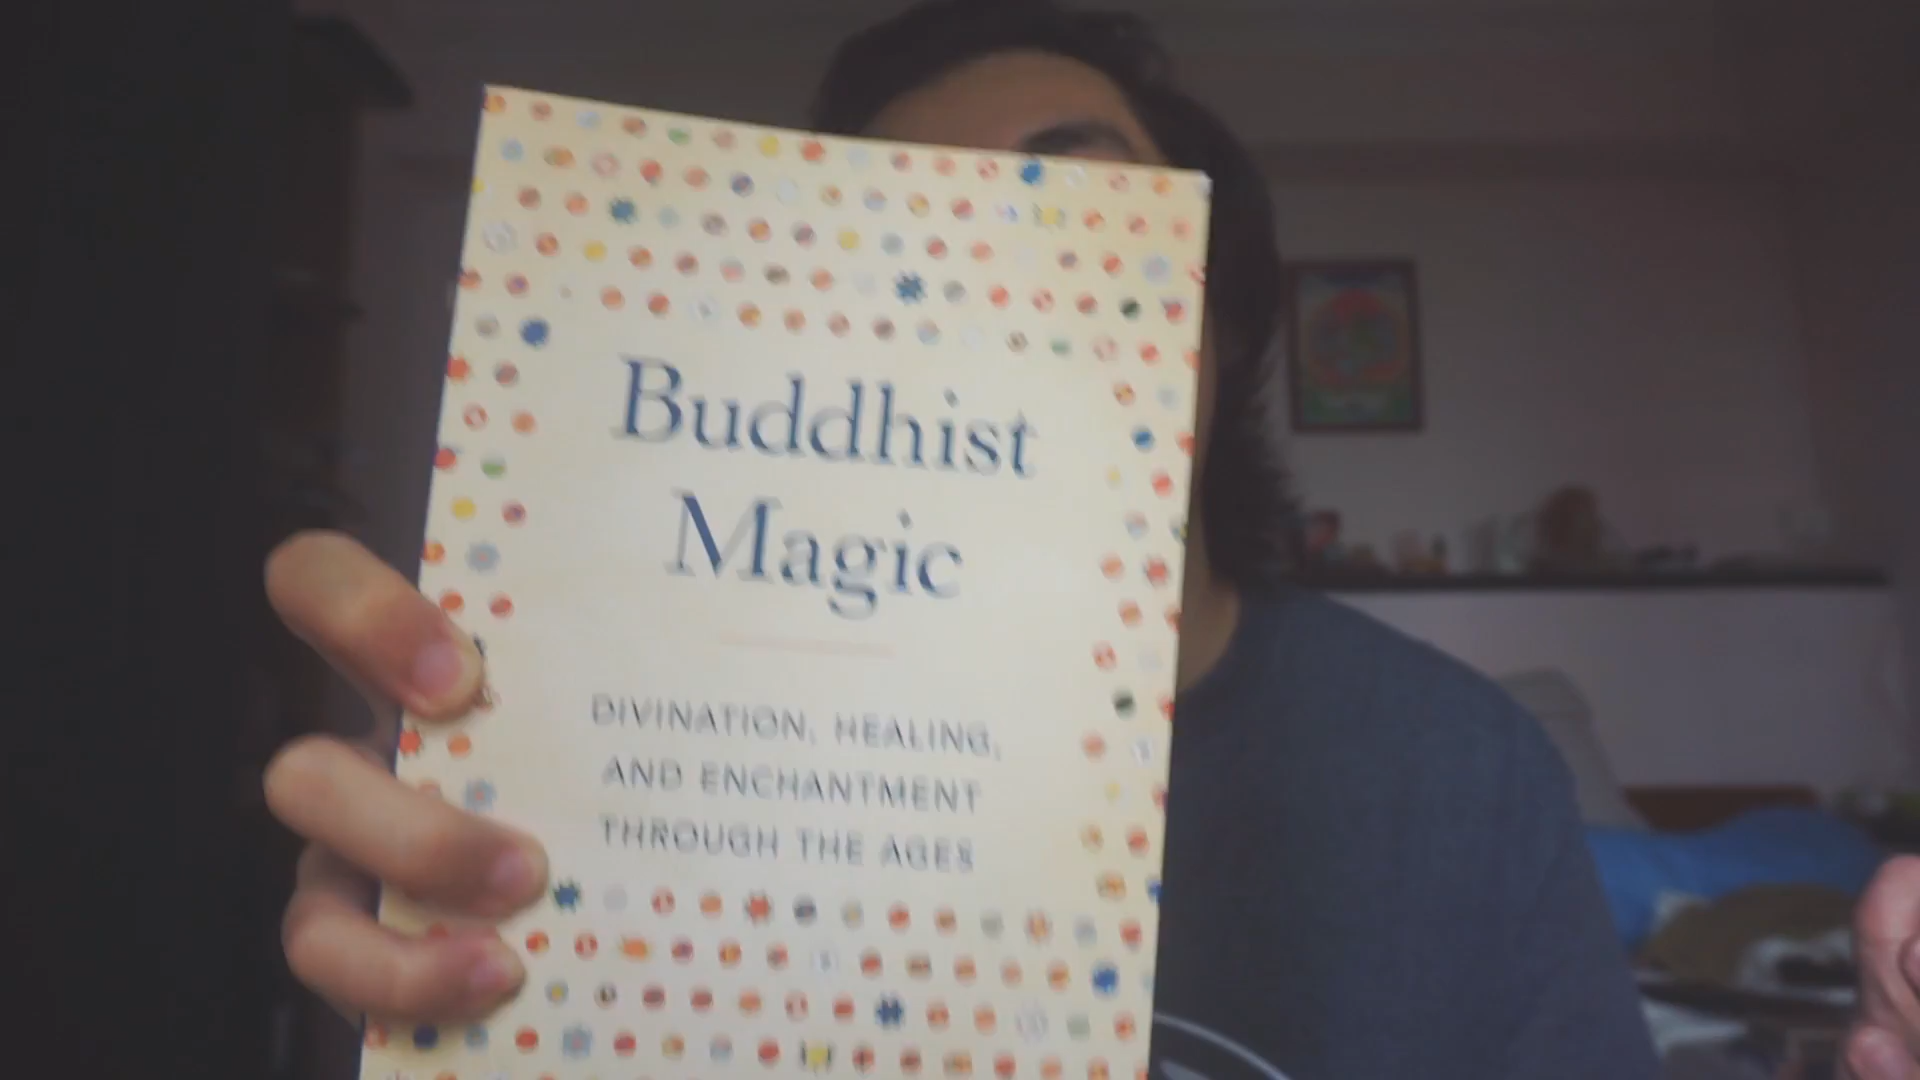 Buddhist
Magic
DIVINATION, HEALING,
AND ENCHANTMENT
THROUGH THE AGES